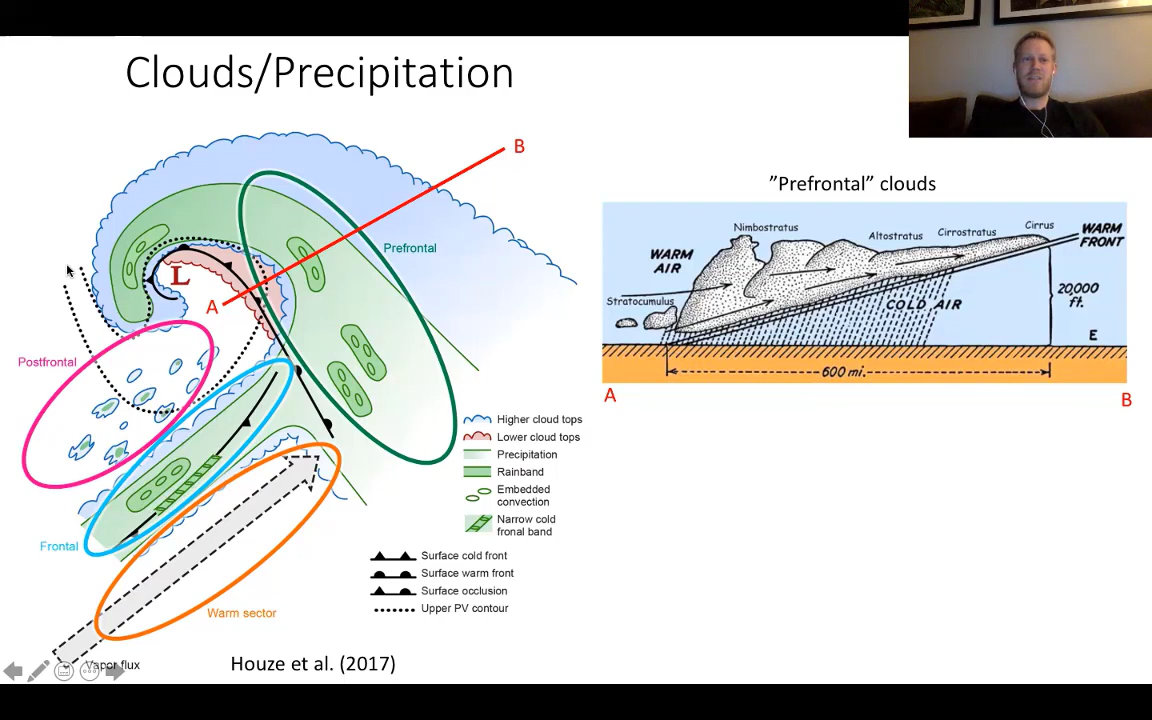 Clouds/Precipitation
B
Prefrontal
L
A
Postfrontal
Frontal
Warm sector
Vapor flux
Higher cloud tops
Lower cloud tops
Precipitation
Rainband
Embedded
convection
Narrow cold
fronal band
Surface cold front
Surface warm front
Surface occlusion
Upper PV contour
Houze et al. (2017)
”Prefrontal” clouds
Nimbostratus
Altostratus
Cirrostratus
Cirrus
WARM
FRONT
WARM
AIR
Stratocumulus
COLD AIR
20,000
ft.
E
600 mi.
A
B